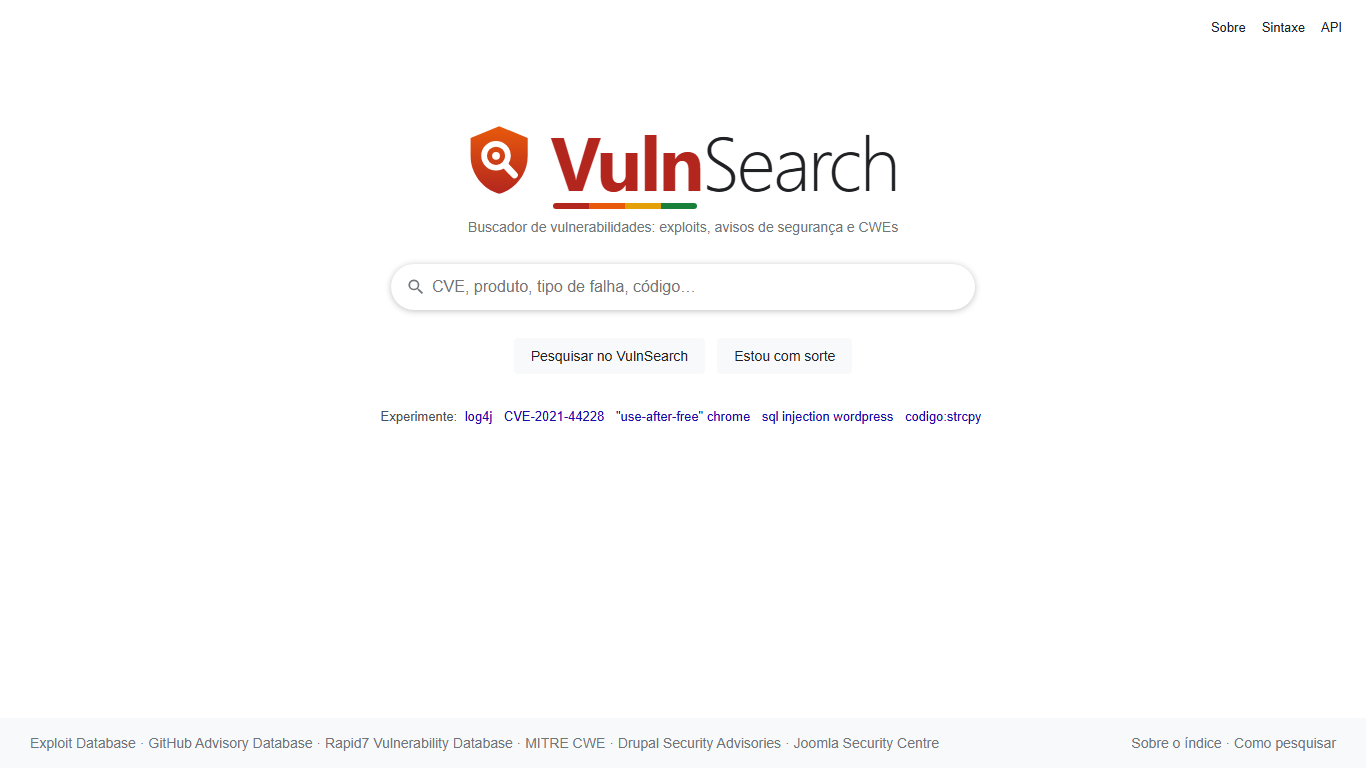 Sobre Sintaxe API
VulnSearch
Buscador de vulnerabilidades: exploits, avisos de segurança e CWEs
CVE, produto, tipo de falha, código...
Pesquisar no VulnSearch Estou com sorte
Experimente: log4j CVE-2021-44228 "use-after-free" chrome sql injection wordpress codigo:strcpy
Exploit Database · GitHub Advisory Database · Rapid7 Vulnerability Database · MITRE CWE · Drupal Security Advisories · Joomla Security Centre Sobre o índice · Como pesquisar